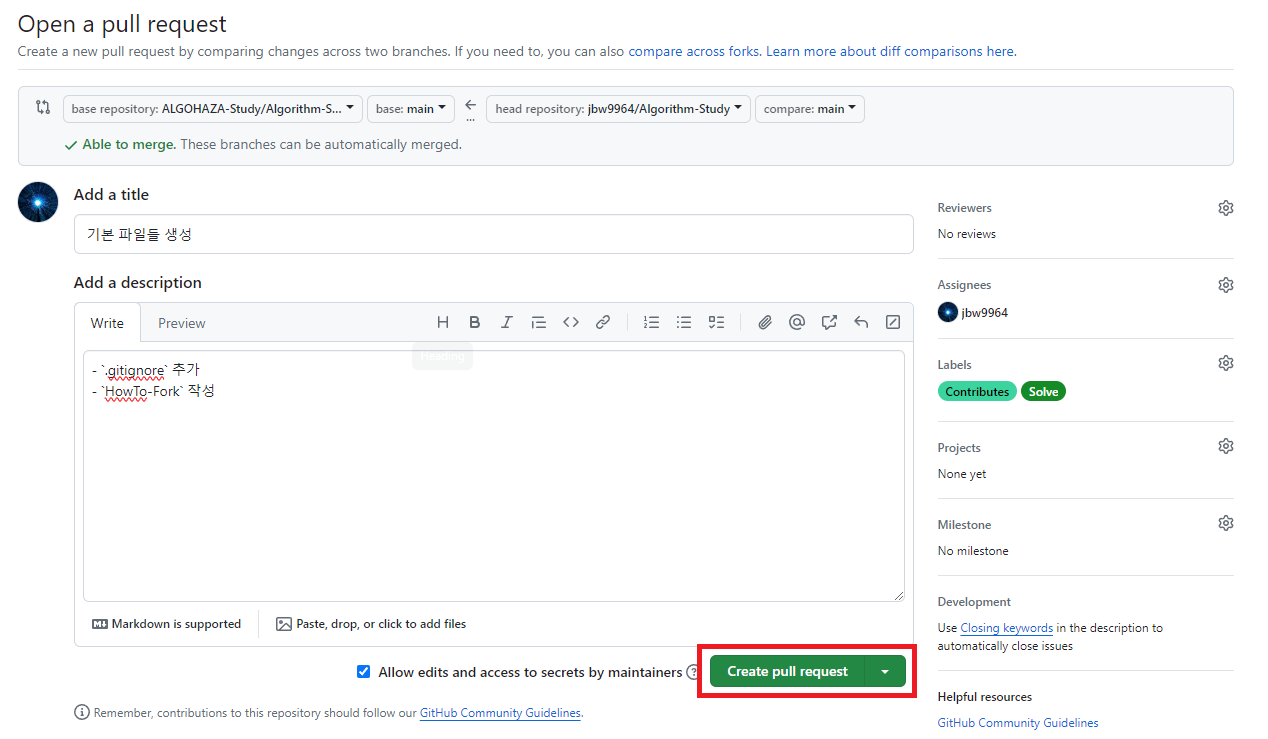 Open a pull request
Create a new pull request by comparing changes across two branches. If you need to, you can also compare across forks. Learn more about diff comparisons here.
base repository: ALGOHAZA-Study/Algorithm-S... base: main ... head repository: jbw9964/Algorithm-Study compare: main
Able to merge. These branches can be automatically merged.
Add a title
기본 파일들 생성
Add a description
Write Preview
Heading
- `.gitignore` 추가
- `HowTo-Fork` 작성
Markdown is supported Paste, drop, or click to add files
Allow edits and access to secrets by maintainers
Create pull request
Remember, contributions to this repository should follow our GitHub Community Guidelines.
Reviewers
No reviews
Assignees
jbw9964
Labels
Contributes Solve
Projects
None yet
Milestone
No milestone
Development
Use Closing keywords in the description to
automatically close issues
Helpful resources
GitHub Community Guidelines